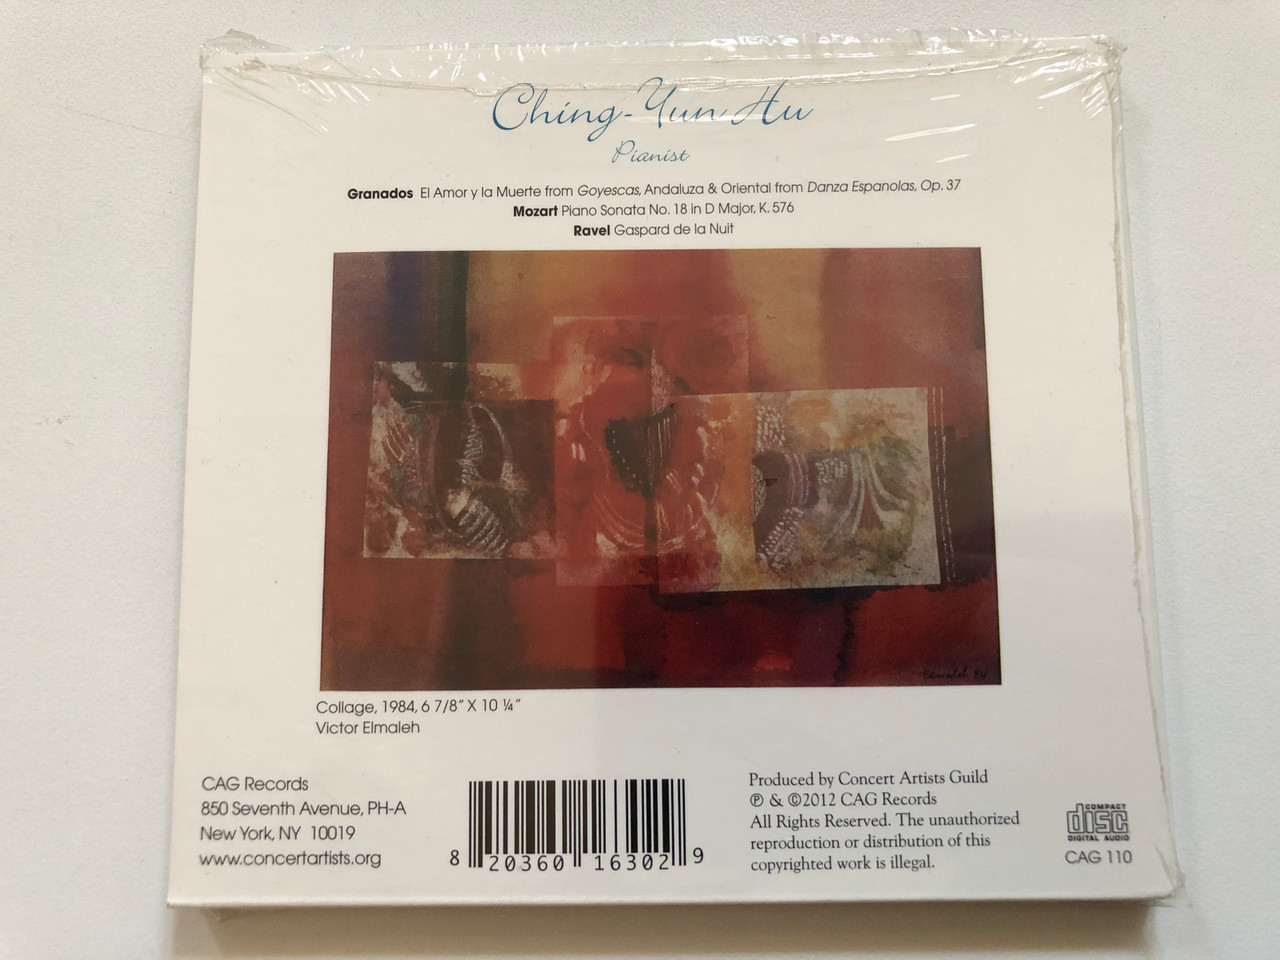 Ching-Yun Hu
Pianist
Granados El Amor y la Muerte from Goyescas, Andaluza & Oriental from Danza Espanolas, Op. 37
Mozart Piano Sonata No. 18 in D Major, K. 576
Ravel Gaspard de la Nuit
Elmaleh 84
Collage, 1984, 6 7/8" X 10 ¼"
Victor Elmaleh
CAG Records
850 Seventh Avenue, PH-A
New York, NY 10019
www.concertartists.org
8 20360 16302 9
Produced by Concert Artists Guild
℗ & ©2012 CAG Records
All Rights Reserved. The unauthorized
reproduction or distribution of this
copyrighted work is illegal.
COMPACT
disc
DIGITAL AUDIO
CAG 110